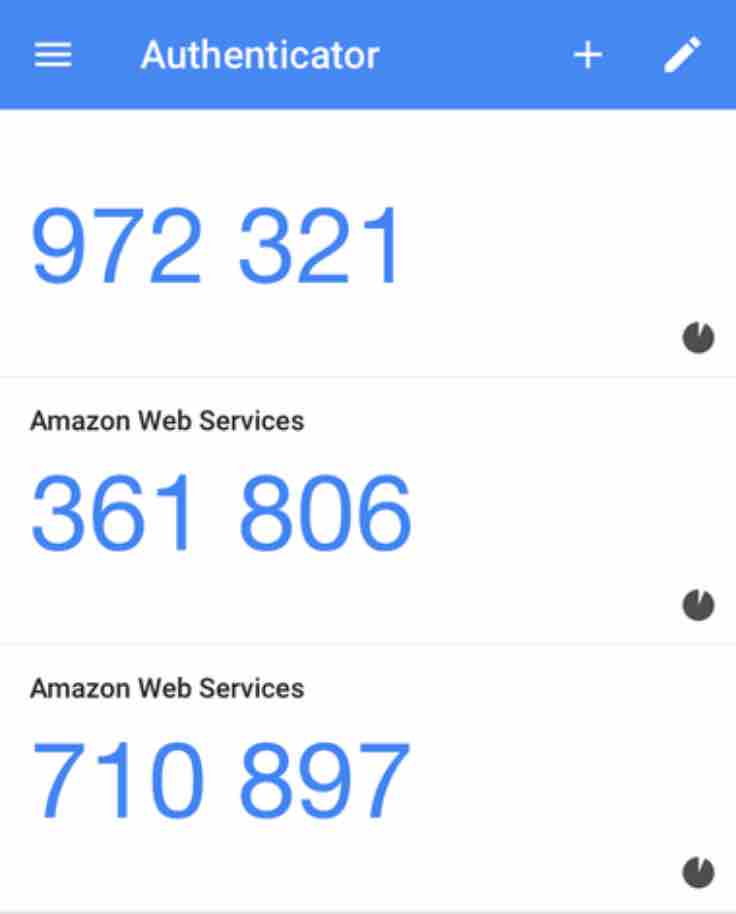 Authenticator
972 321
Amazon Web Services
361 806
Amazon Web Services
710 897